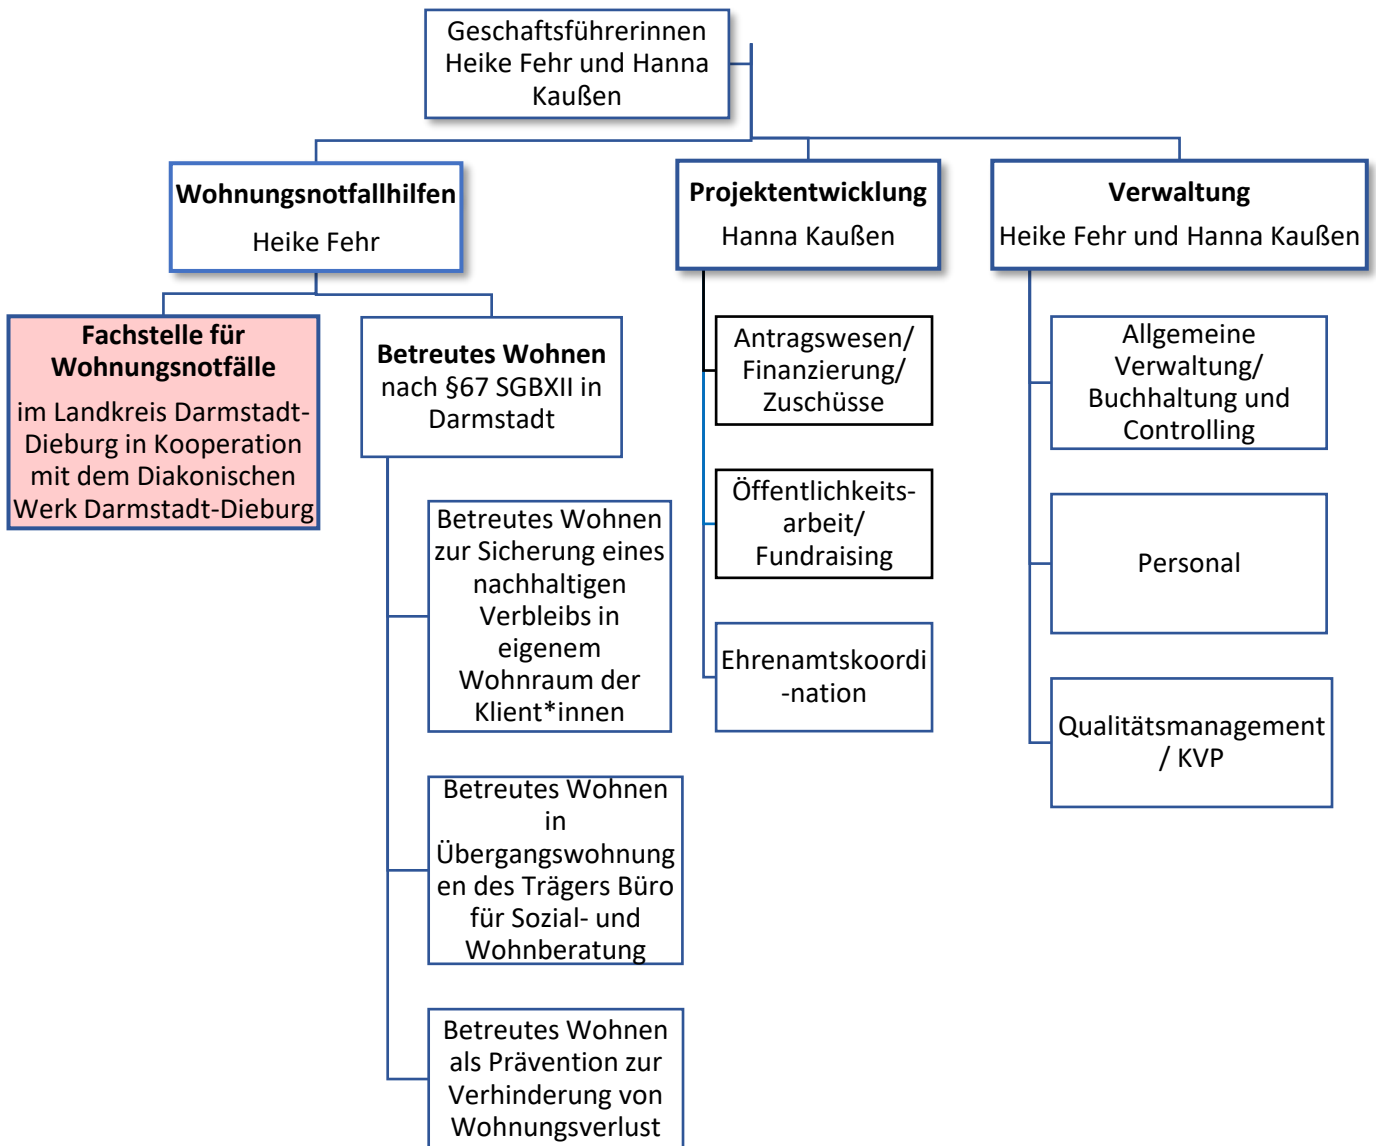 Geschaftsführerinnen
Heike Fehr und Hanna
Kaußen
Wohnungsnotfallhilfen
Heike Fehr
Projektentwicklung
Hanna Kaußen
Verwaltung
Heike Fehr und Hanna Kaußen
Fachstelle für
Wohnungsnotfälle
im Landkreis Darmstadt-
Dieburg in Kooperation
mit dem Diakonischen
Werk Darmstadt-Dieburg
Betreutes Wohnen
nach §67 SGBXII in
Darmstadt
Betreutes Wohnen
zur Sicherung eines
nachhaltigen
Verbleibs in
eigenem
Wohnraum der
Klient*innen
Betreutes Wohnen
in
Übergangswohnung
en des Trägers Büro
für Sozial- und
Wohnberatung
Betreutes Wohnen
als Prävention zur
Verhinderung von
Wohnungsverlust
Antragswesen/
Finanzierung/
Zuschüsse
Öffentlichkeits-
arbeit/
Fundraising
Ehrenamtskoordi
-nation
Allgemeine
Verwaltung/
Buchhaltung und
Controlling
Personal
Qualitätsmanagement
/ KVP